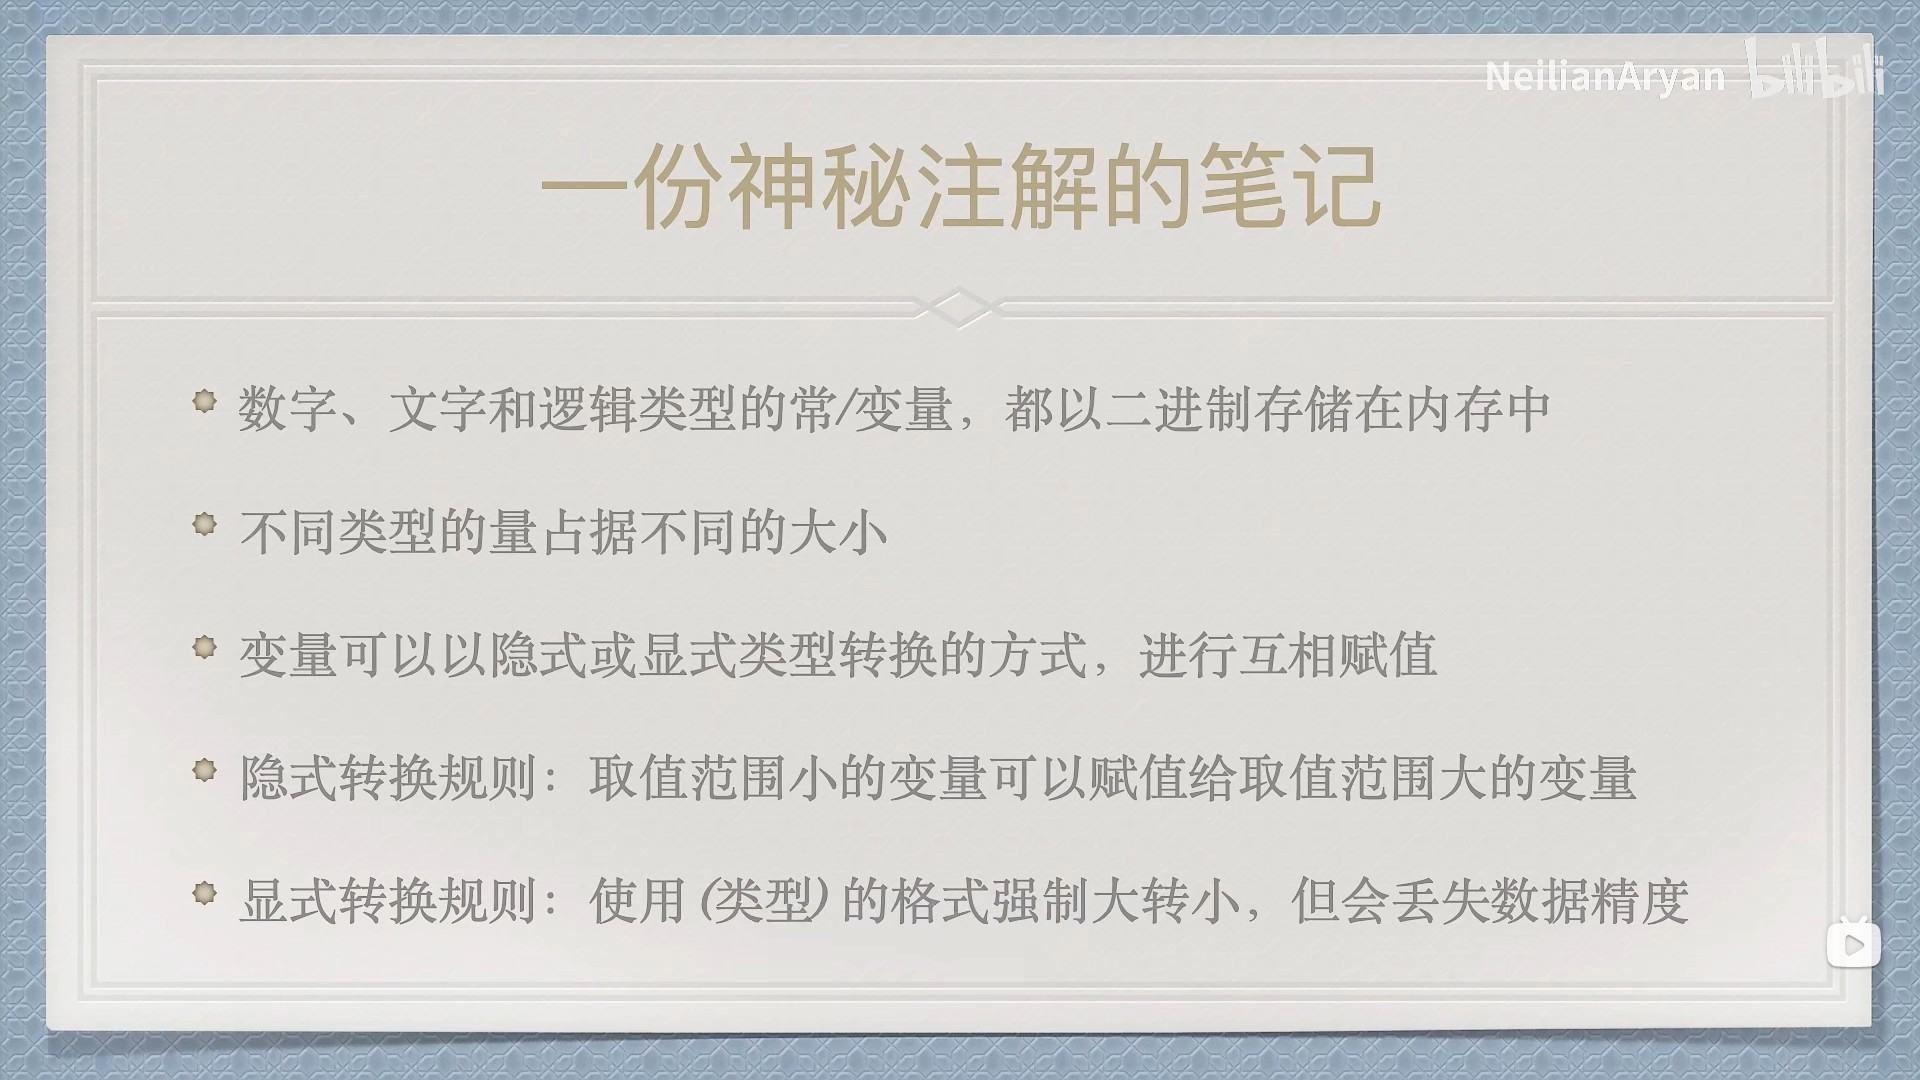 NeilianAryan bilibili
一份神秘注解的笔记
数字、文字和逻辑类型的常/变量，都以二进制存储在内存中
不同类型的量占据不同的大小
变量可以以隐式或显式类型转换的方式，进行互相赋值
隐式转换规则：取值范围小的变量可以赋值给取值范围大的变量
显式转换规则：使用 (类型) 的格式强制大转小，但会丢失数据精度